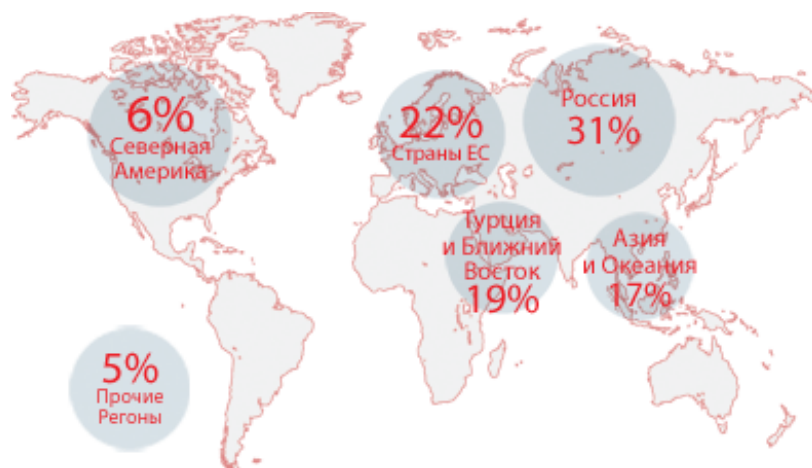 6%
Северная
Америка
22%
Страны ЕС
Россия
31%
Турция
и Ближний
Восток
19%
Азия
и Океания
17%
5%
Прочие
Регоны